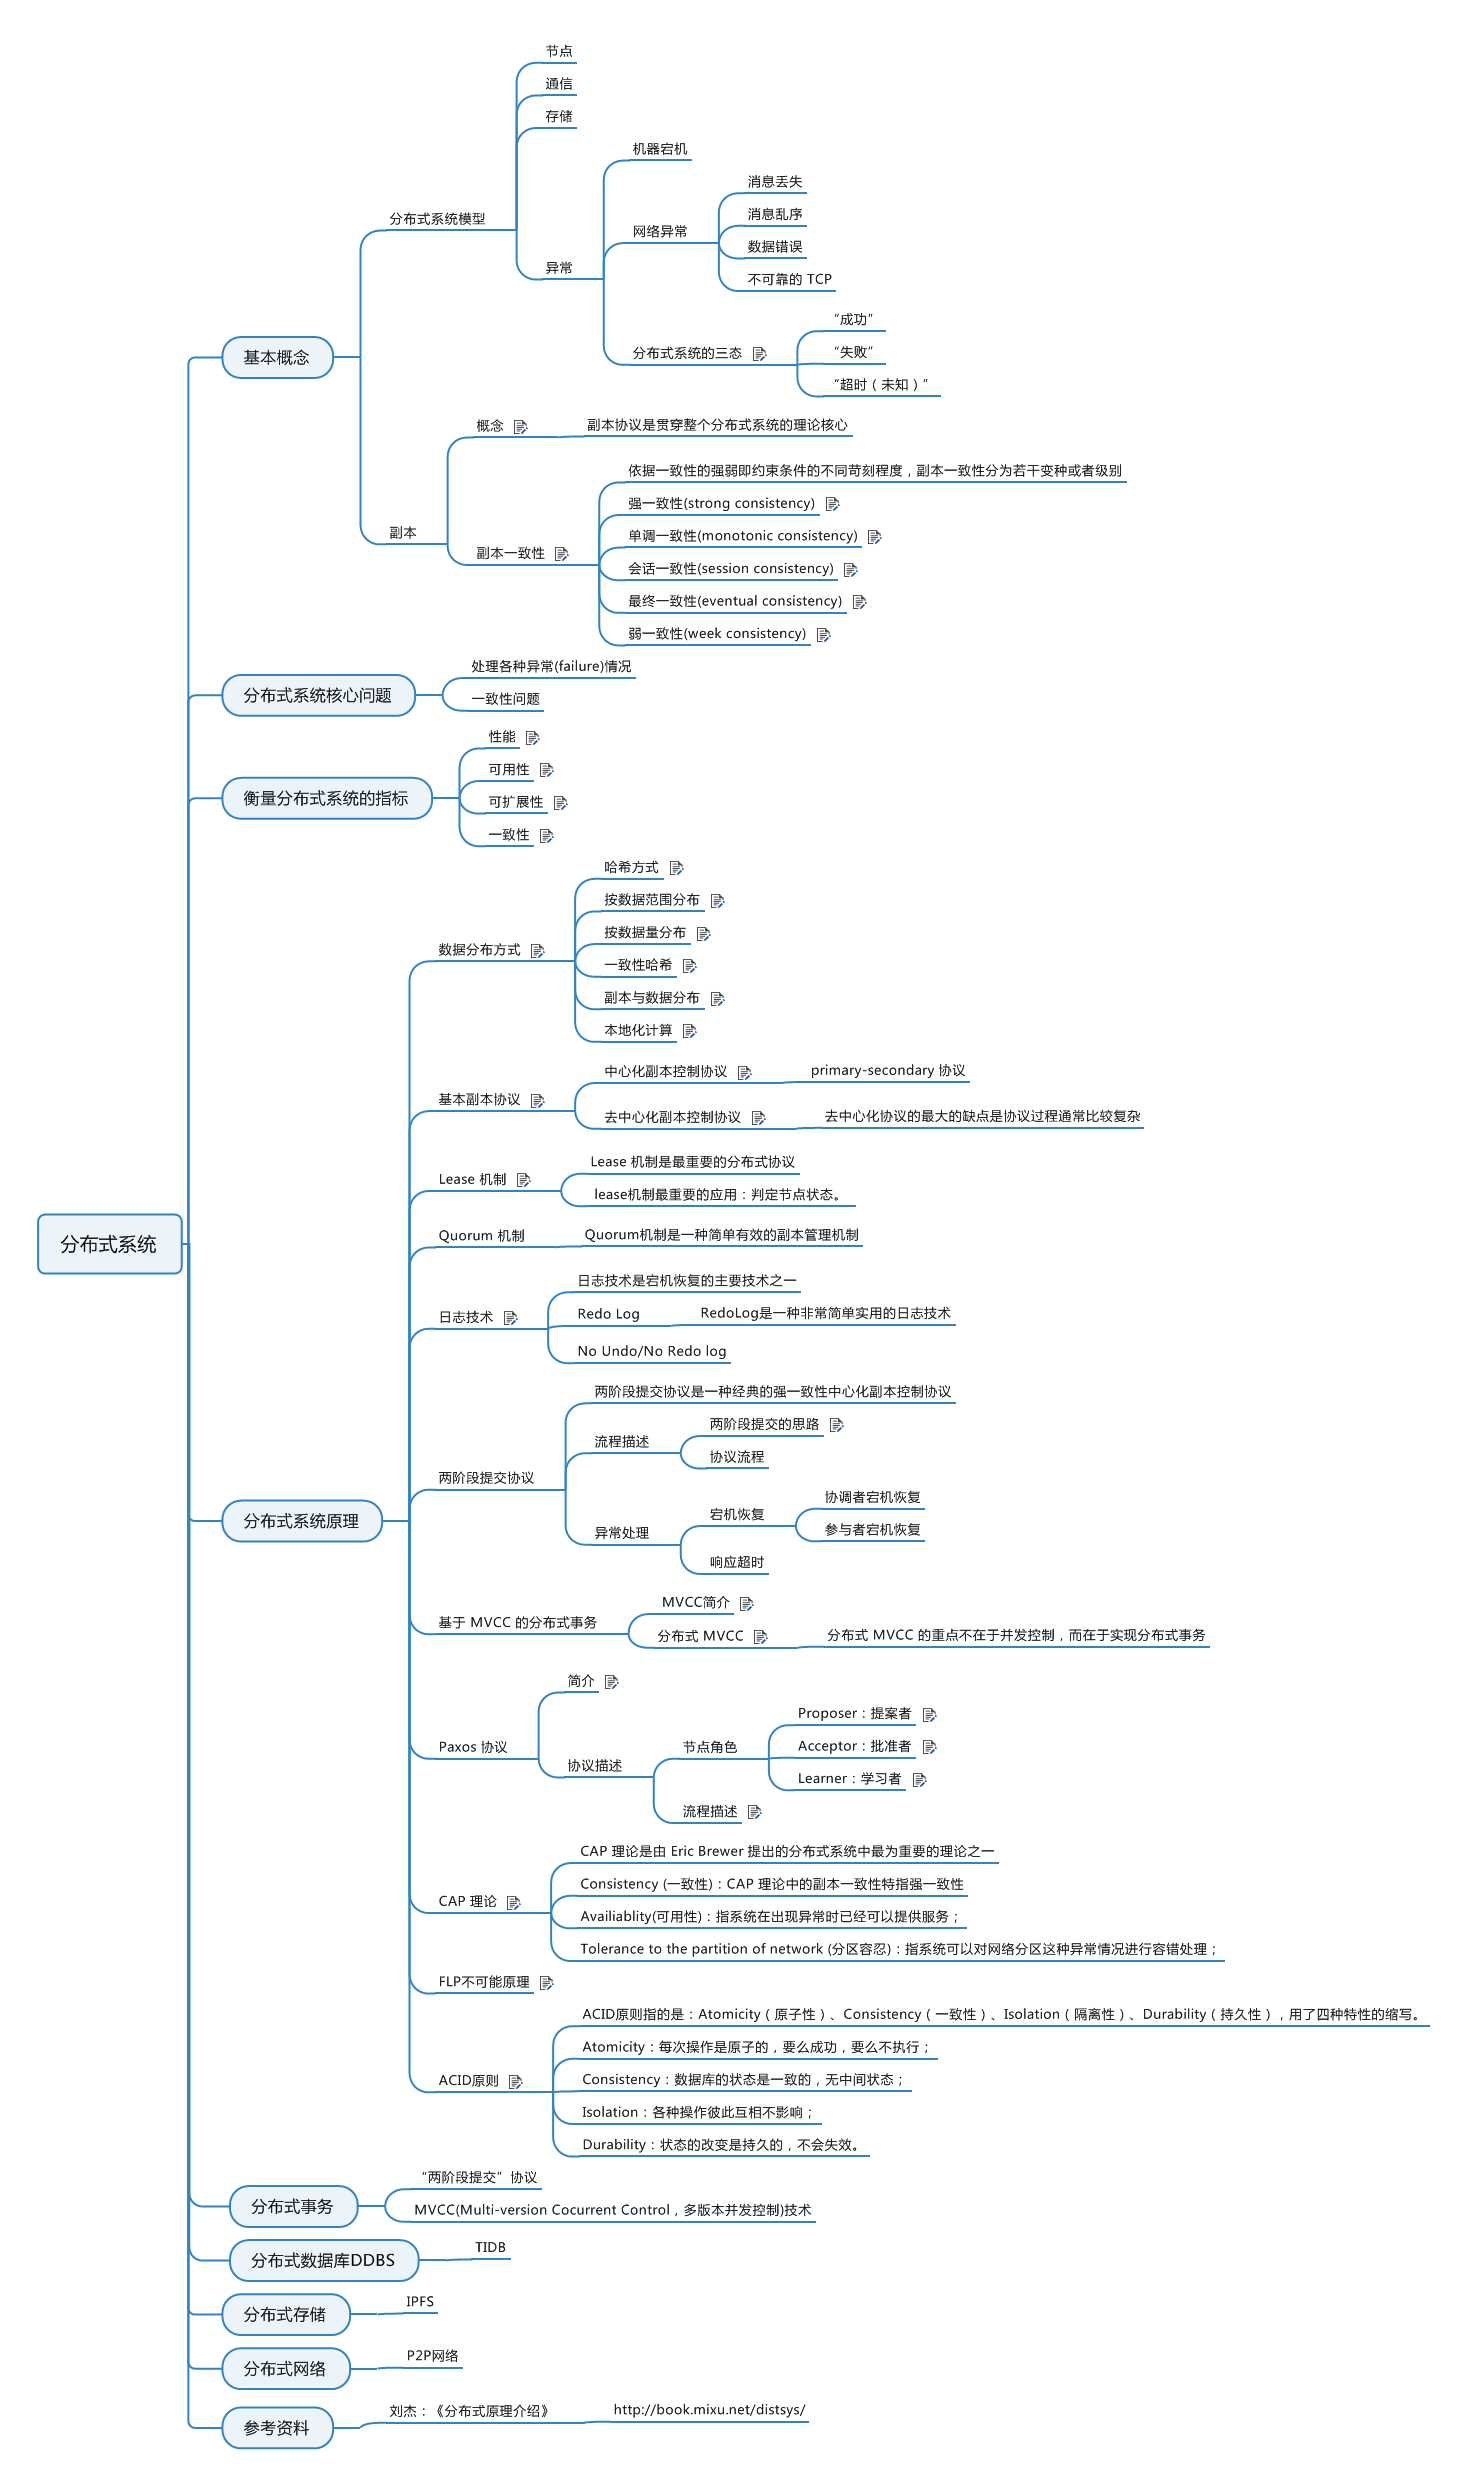 节点
通信
存储
机器宕机
消息丢失
消息乱序
分布式系统模型
网络异常
数据错误
异常
不可靠的 TCP
“成功”
分布式系统的三态
“失败”
基本概念
“超时（未知）”
概念
副本协议是贯穿整个分布式系统的理论核心
依据一致性的强弱即约束条件的不同苛刻程度，副本一致性分为若干变种或者级别
强一致性(strong consistency)
副本
单调一致性(monotonic consistency)
副本一致性
会话一致性(session consistency)
最终一致性(eventual consistency)
弱一致性(week consistency)
处理各种异常(failure)情况
分布式系统核心问题
一致性问题
性能
可用性
衡量分布式系统的指标
可扩展性
一致性
哈希方式
按数据范围分布
按数据量分布
数据分布方式
一致性哈希
副本与数据分布
本地化计算
中心化副本控制协议
primary-secondary 协议
基本副本协议
去中心化副本控制协议
去中心化协议的最大的缺点是协议过程通常比较复杂
Lease 机制是最重要的分布式协议
Lease 机制
lease机制最重要的应用：判定节点状态。
分布式系统
Quorum 机制
Quorum机制是一种简单有效的副本管理机制
日志技术是宕机恢复的主要技术之一
日志技术
Redo Log
RedoLog是一种非常简单实用的日志技术
No Undo/No Redo log
两阶段提交协议是一种经典的强一致性中心化副本控制协议
两阶段提交的思路
流程描述
协议流程
两阶段提交协议
协调者宕机恢复
宕机恢复
参与者宕机恢复
分布式系统原理
异常处理
响应超时
MVCC简介
基于 MVCC 的分布式事务
分布式 MVCC
分布式 MVCC 的重点不在于并发控制，而在于实现分布式事务
简介
Proposer：提案者
Paxos 协议
节点角色
Acceptor：批准者
协议描述
Learner：学习者
流程描述
CAP 理论是由 Eric Brewer 提出的分布式系统中最为重要的理论之一
Consistency (一致性)：CAP 理论中的副本一致性特指强一致性
CAP 理论
Availiablity(可用性)：指系统在出现异常时已经可以提供服务；
Tolerance to the partition of network (分区容忍)：指系统可以对网络分区这种异常情况进行容错处理；
FLP不可能原理
ACID原则指的是：Atomicity（原子性）、Consistency（一致性）、Isolation（隔离性）、Durability（持久性），用了四种特性的缩写。
Atomicity：每次操作是原子的，要么成功，要么不执行；
ACID原则
Consistency：数据库的状态是一致的，无中间状态；
Isolation：各种操作彼此互相不影响；
Durability：状态的改变是持久的，不会失效。
“两阶段提交”协议
分布式事务
MVCC(Multi-version Cocurrent Control，多版本并发控制)技术
分布式数据库DDBS
TIDB
分布式存储
IPFS
分布式网络
P2P网络
参考资料
刘杰：《分布式原理介绍》
http://book.mixu.net/distsys/